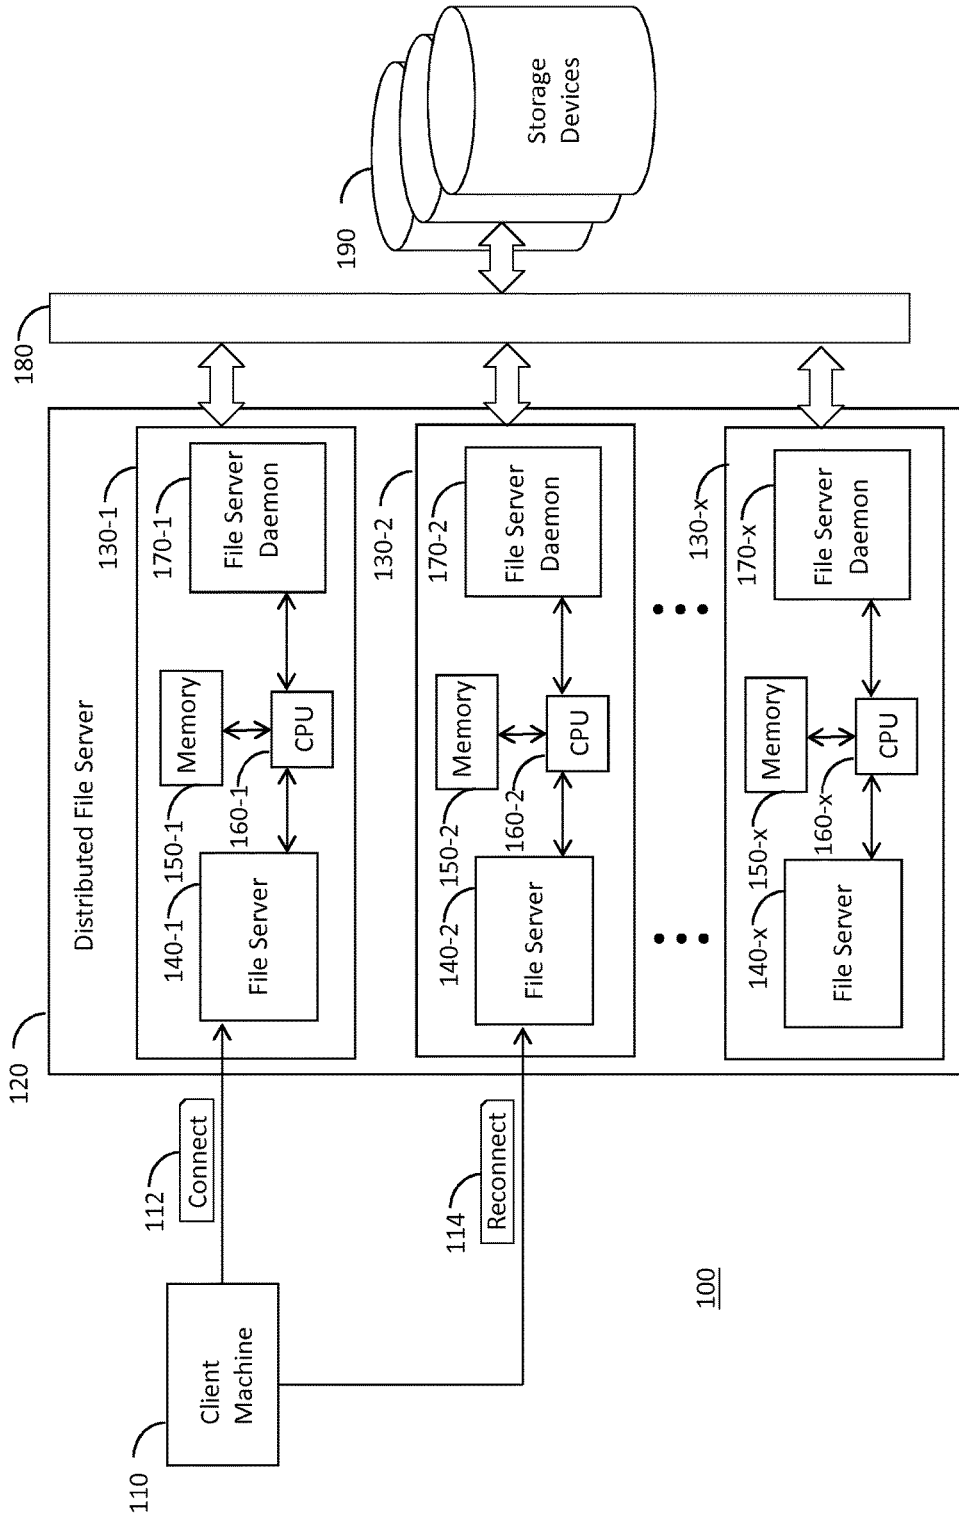 Distributed File Server
120
110
Client
Machine
112
Connect
114
Reconnect
100
130-1
140-1
File Server
150-1
Memory
160-1
CPU
170-1
File Server
Daemon
130-2
140-2
File Server
150-2
Memory
160-2
CPU
170-2
File Server
Daemon
130-x
140-x
File Server
150-x
Memory
160-x
CPU
170-x
File Server
Daemon
180
190
Storage
Devices